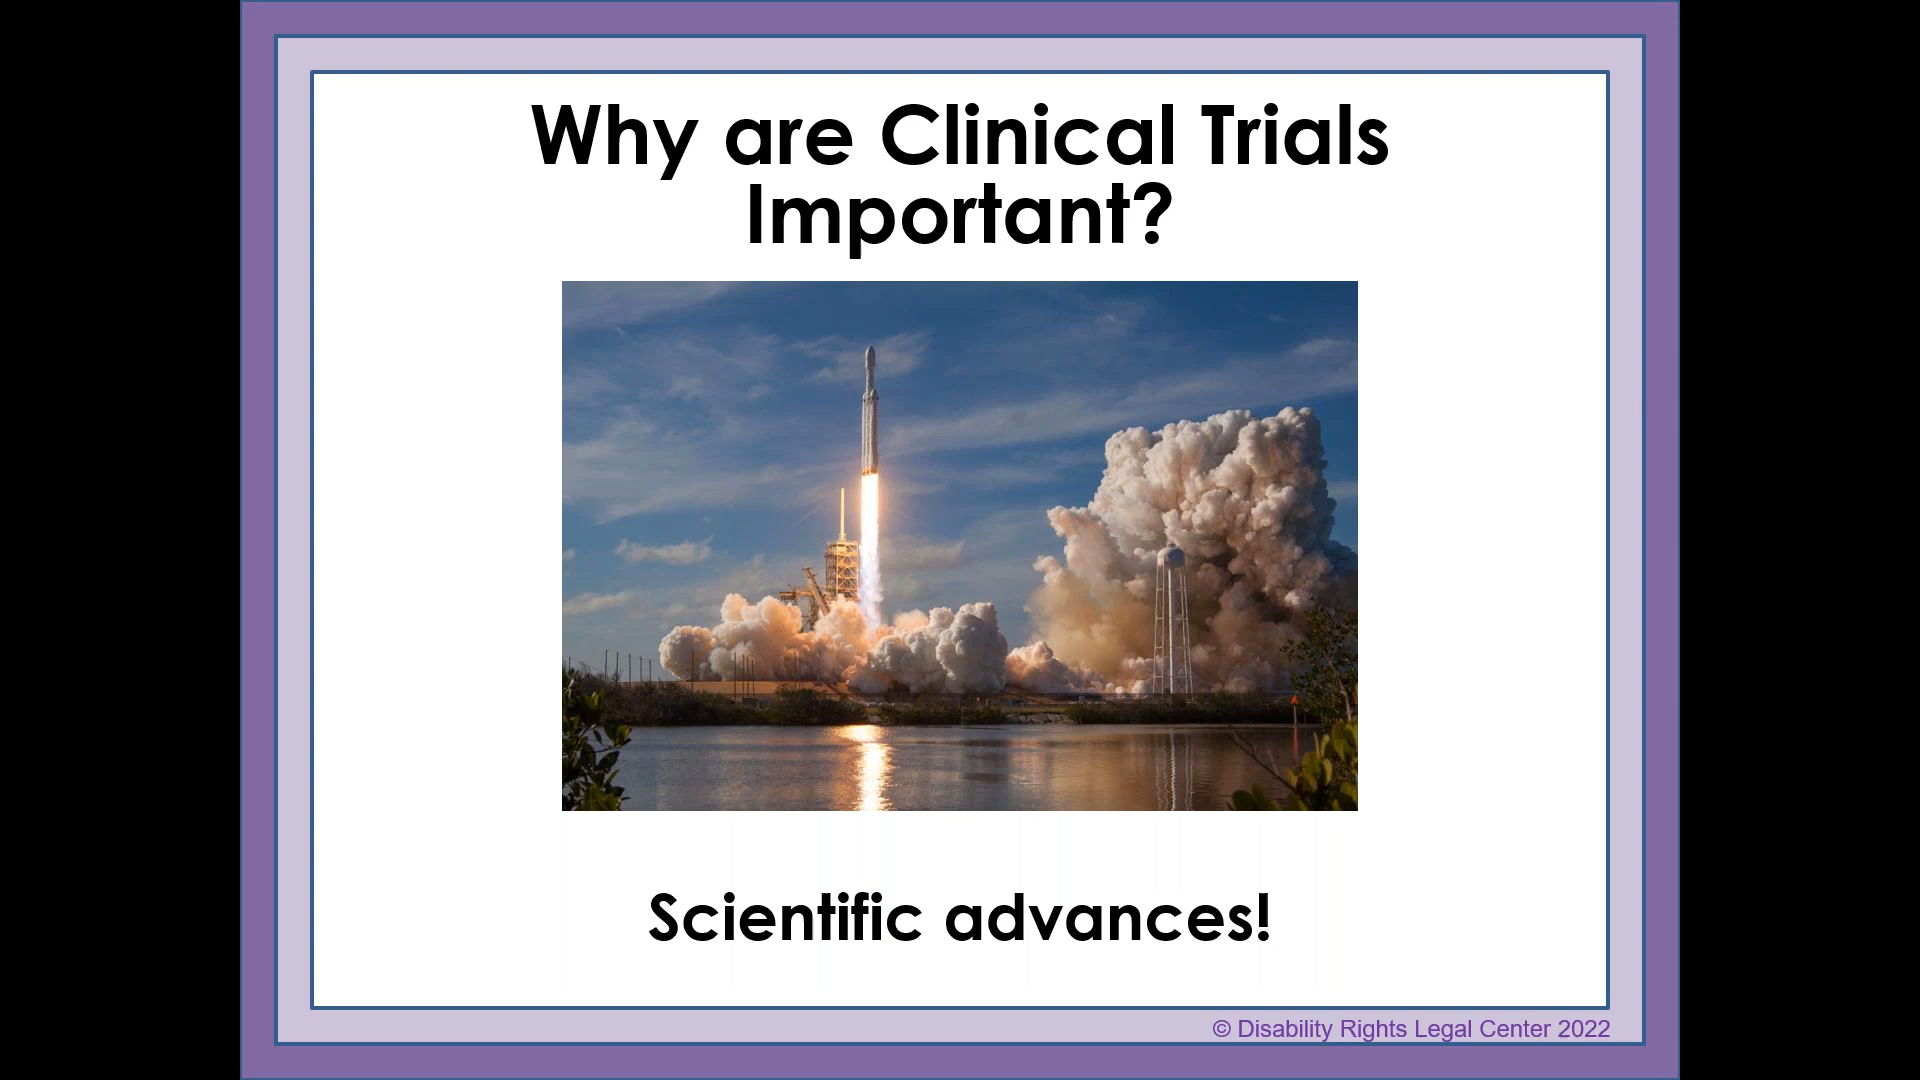 Why are Clinical Trials
Important?
Scientific advances!
© Disability Rights Legal Center 2022